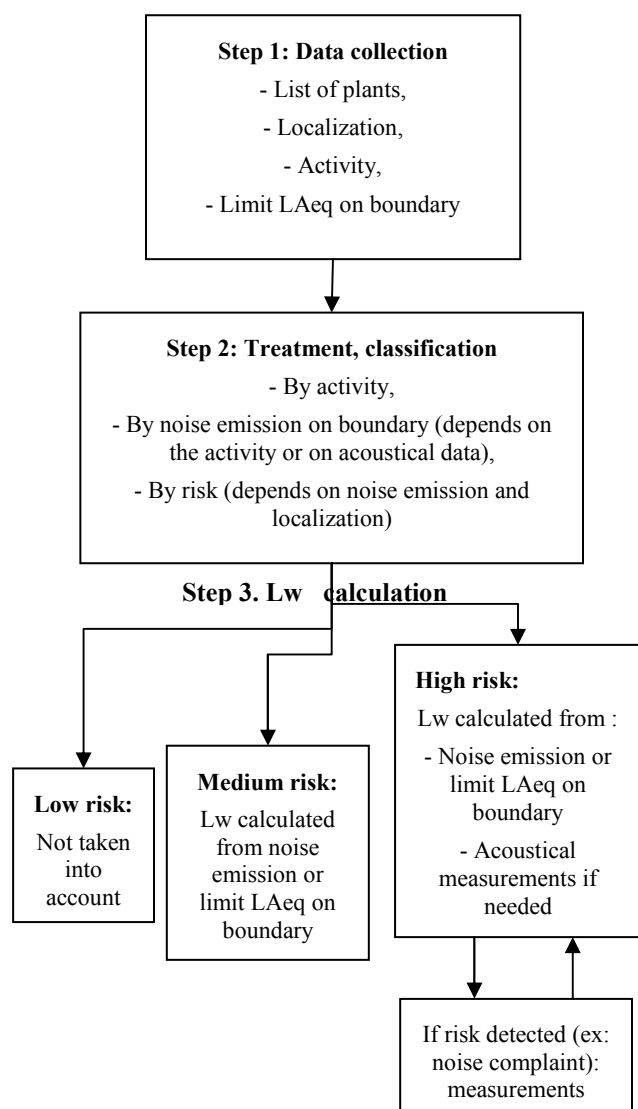 Step 1: Data collection
- List of plants,
- Localization,
- Activity,
- Limit LAeq on boundary
Step 2: Treatment, classification
- By activity,
- By noise emission on boundary (depends on
the activity or on acoustical data),
- By risk (depends on noise emission and
localization)
Step 3. Lw calculation
Low risk:
Not taken
into
account
Medium risk:
Lw calculated
from noise
emission or
limit LAeq on
boundary
High risk:
Lw calculated from :
- Noise emission or
limit LAeq on
boundary
- Acoustical
measurements if
needed
If risk detected (ex:
noise complaint):
measurements